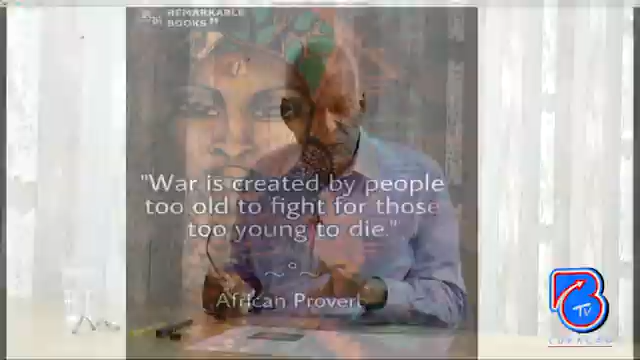 REMARKABLE
BOOKS
"War is created by people
too old to fight for those
too young to die."
African Proverb
TV
CURAÇAO